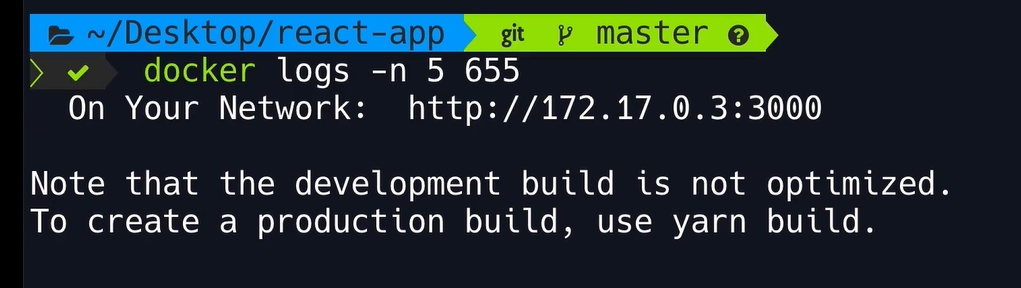 ~/Desktop/react-app git master ?
docker logs -n 5 655
On Your Network: http://172.17.0.3:3000
Note that the development build is not optimized.
To create a production build, use yarn build.